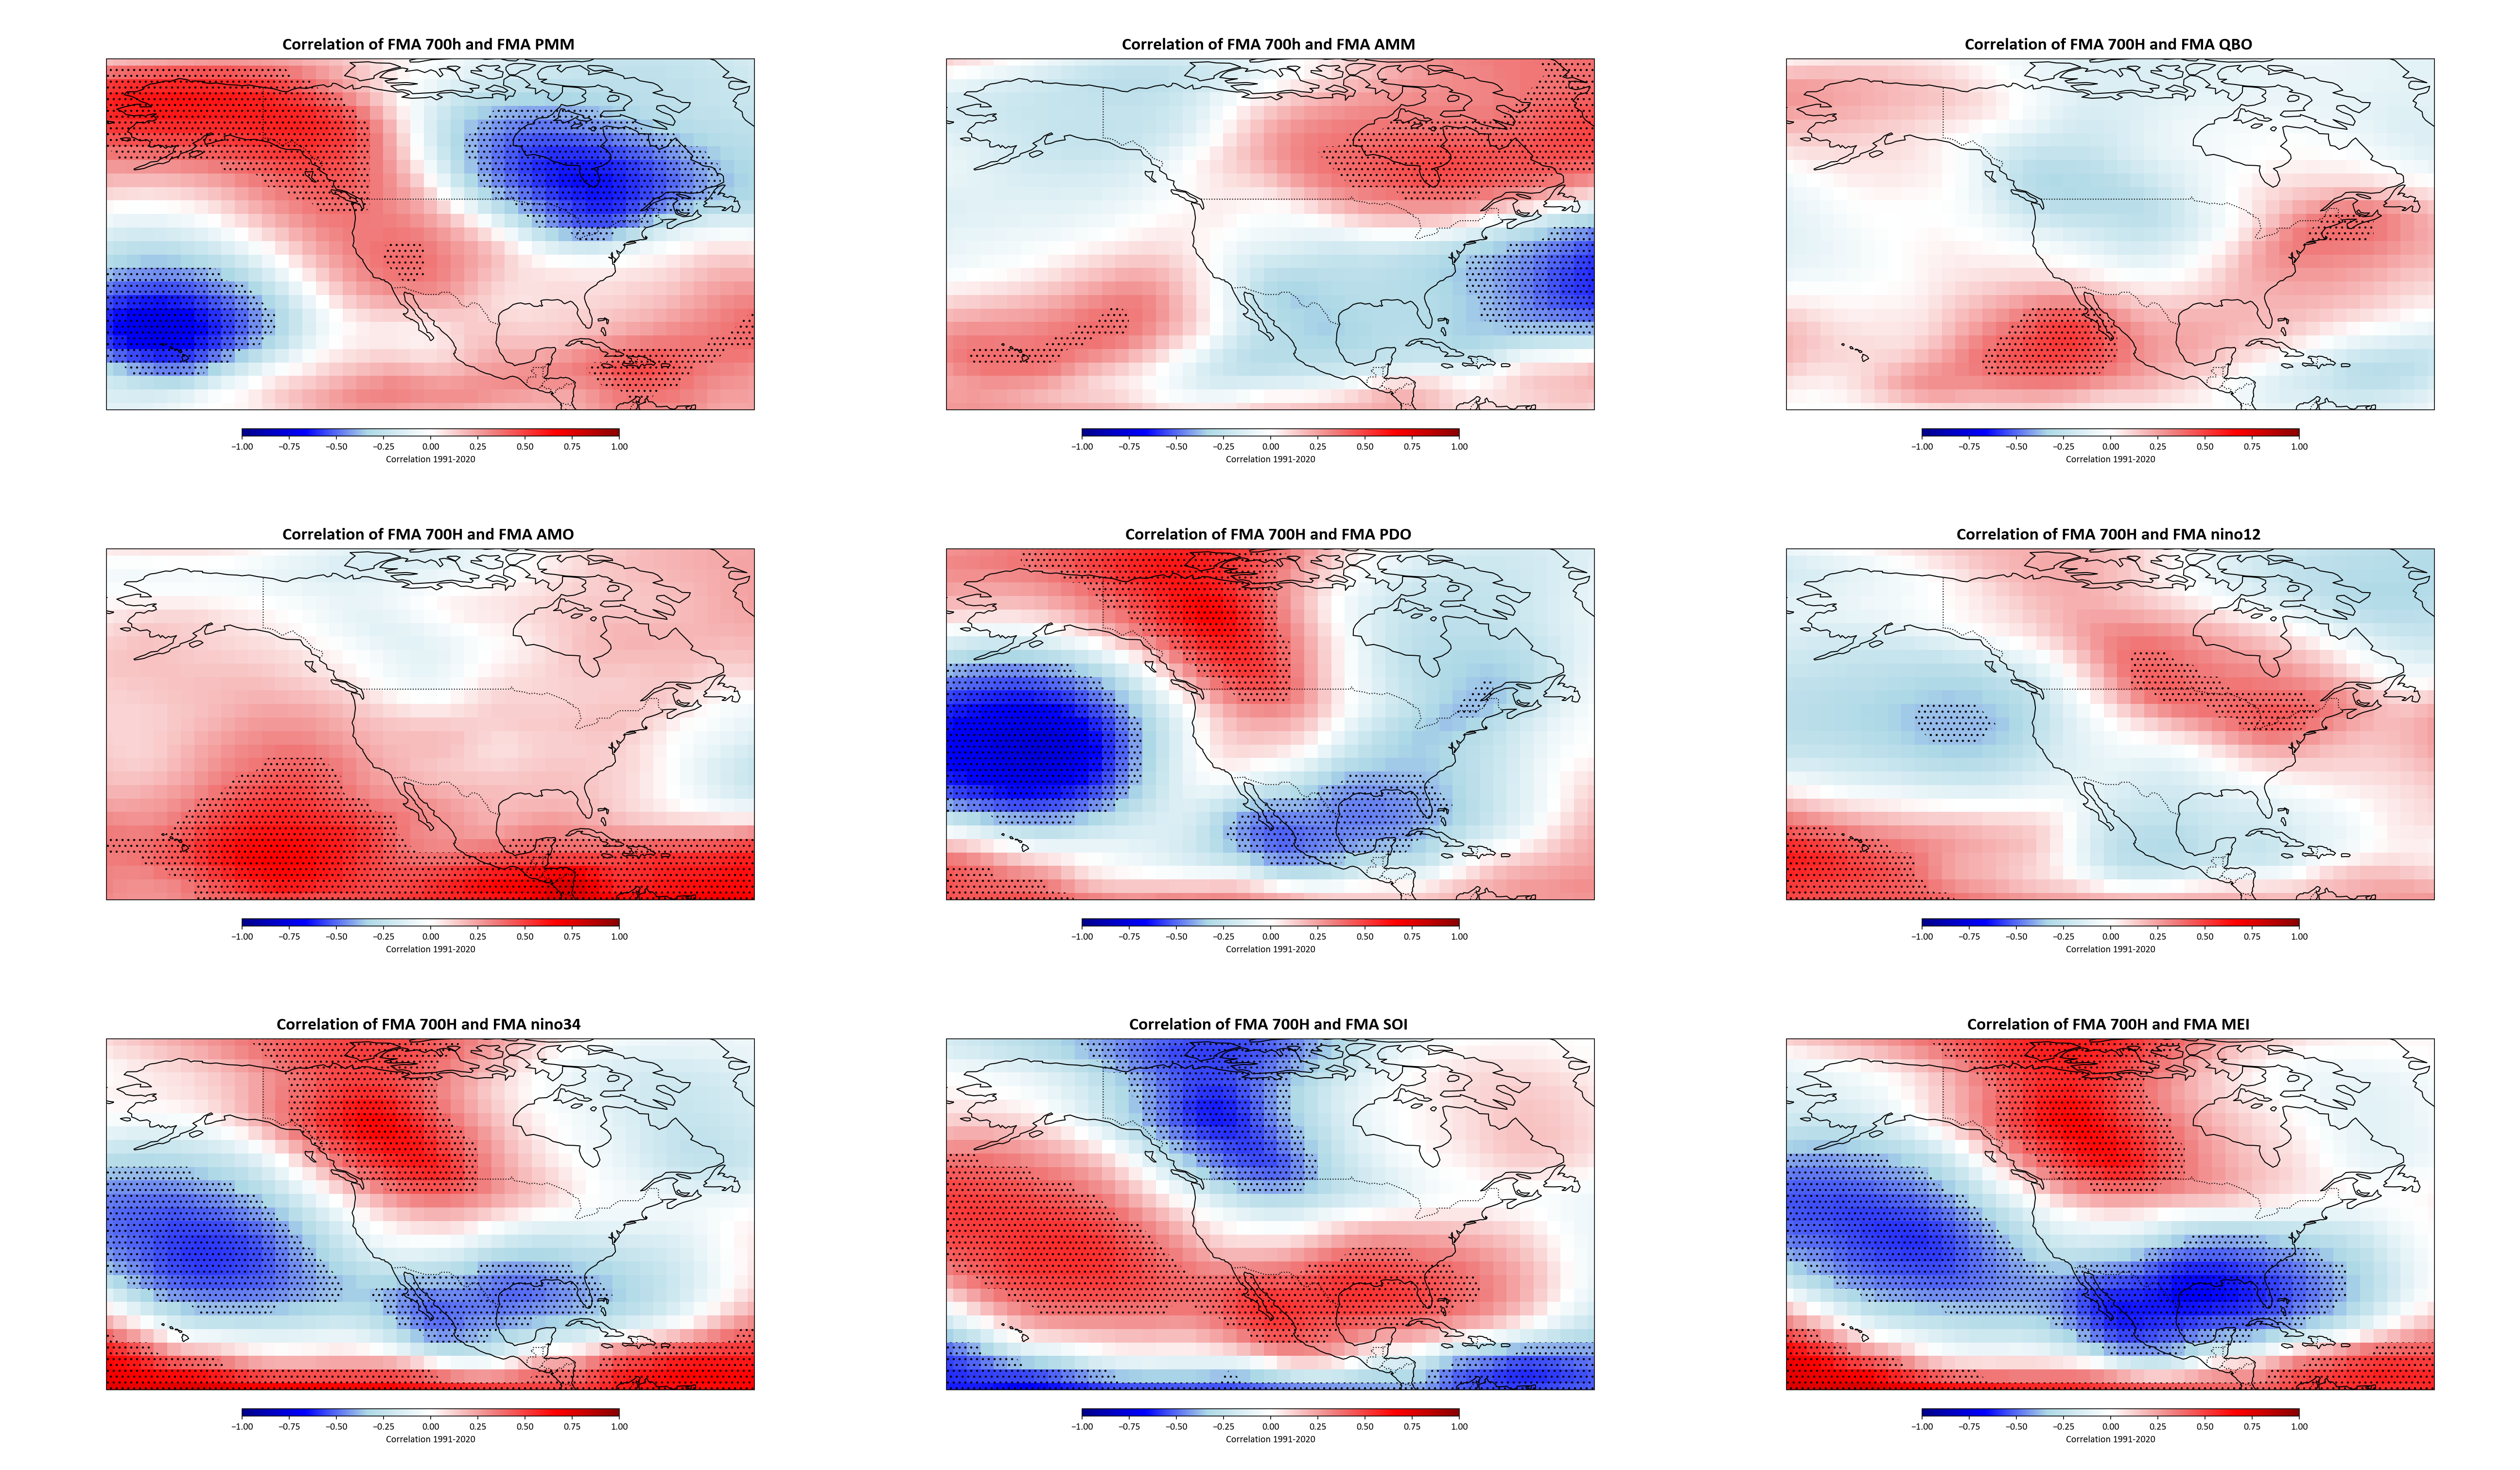 Correlation of FMA 700h and FMA PMM
Correlation of FMA 700h and FMA AMM
Correlation of FMA 700H and FMA QBO
−1.00 −0.75 −0.50 −0.25 0.00 0.25 0.50 0.75 1.00
Correlation 1991-2020
−1.00 −0.75 −0.50 −0.25 0.00 0.25 0.50 0.75 1.00
Correlation 1991-2020
−1.00 −0.75 −0.50 −0.25 0.00 0.25 0.50 0.75 1.00
Correlation 1991-2020
Correlation of FMA 700H and FMA AMO
Correlation of FMA 700H and FMA PDO
Correlation of FMA 700H and FMA nino12
−1.00 −0.75 −0.50 −0.25 0.00 0.25 0.50 0.75 1.00
Correlation 1991-2020
−1.00 −0.75 −0.50 −0.25 0.00 0.25 0.50 0.75 1.00
Correlation 1991-2020
−1.00 −0.75 −0.50 −0.25 0.00 0.25 0.50 0.75 1.00
Correlation 1991-2020
Correlation of FMA 700H and FMA nino34
Correlation of FMA 700H and FMA SOI
Correlation of FMA 700H and FMA MEI
−1.00 −0.75 −0.50 −0.25 0.00 0.25 0.50 0.75 1.00
Correlation 1991-2020
−1.00 −0.75 −0.50 −0.25 0.00 0.25 0.50 0.75 1.00
Correlation 1991-2020
−1.00 −0.75 −0.50 −0.25 0.00 0.25 0.50 0.75 1.00
Correlation 1991-2020